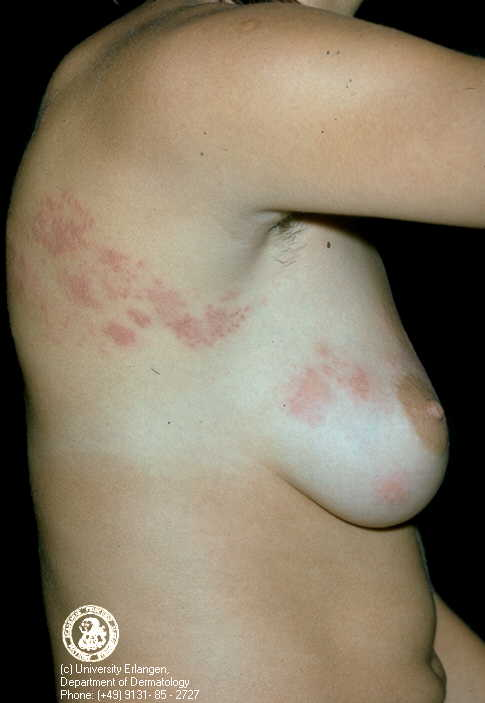 (c) University Erlangen,
Department of Dermatology
Phone: (+49) 9131- 85 - 2727